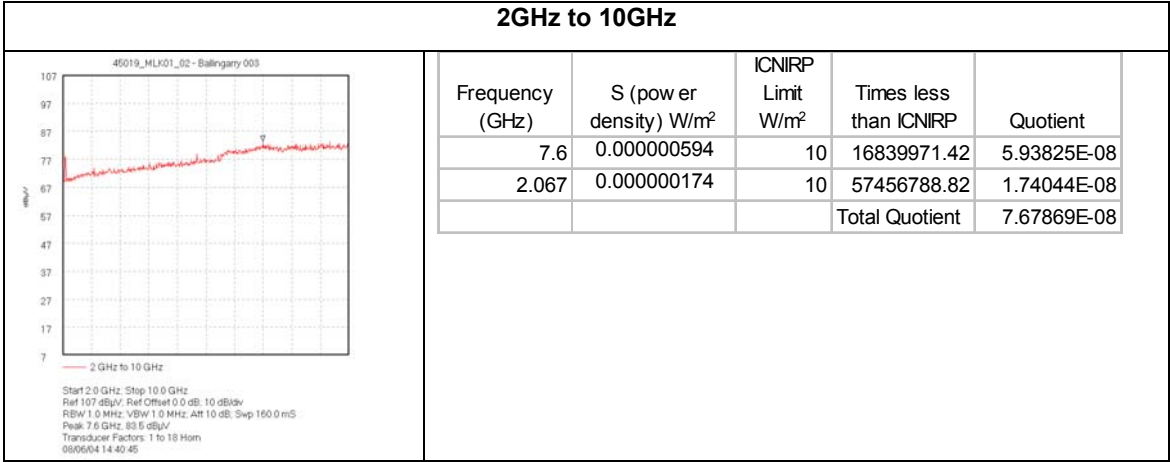 2GHz to 10GHz
45019_MLK01_02 - Ballingarry 003
107
97
87
77
67
57
47
37
27
17
7
dBµV
2 GHz to 10 GHz
Start 2.0 GHz; Stop 10.0 GHz
Ref 107 dBµV; Ref Offset 0.0 dB; 10 dB/div
RBW 1.0 MHz; VBW 1.0 MHz; Att 10 dB; Swp 160.0 mS
Peak 7.6 GHz, 83.5 dBµV
Transducer Factors: 1 to 18 Horn
08/06/04 14:40:45
Frequency (GHz) S (pow er density) W/m² ICNIRP Limit W/m² Times less than ICNIRP Quotient
7.6 0.000000594 10 16839971.42 5.93825E-08
2.067 0.000000174 10 57456788.82 1.74044E-08
Total Quotient 7.67869E-08